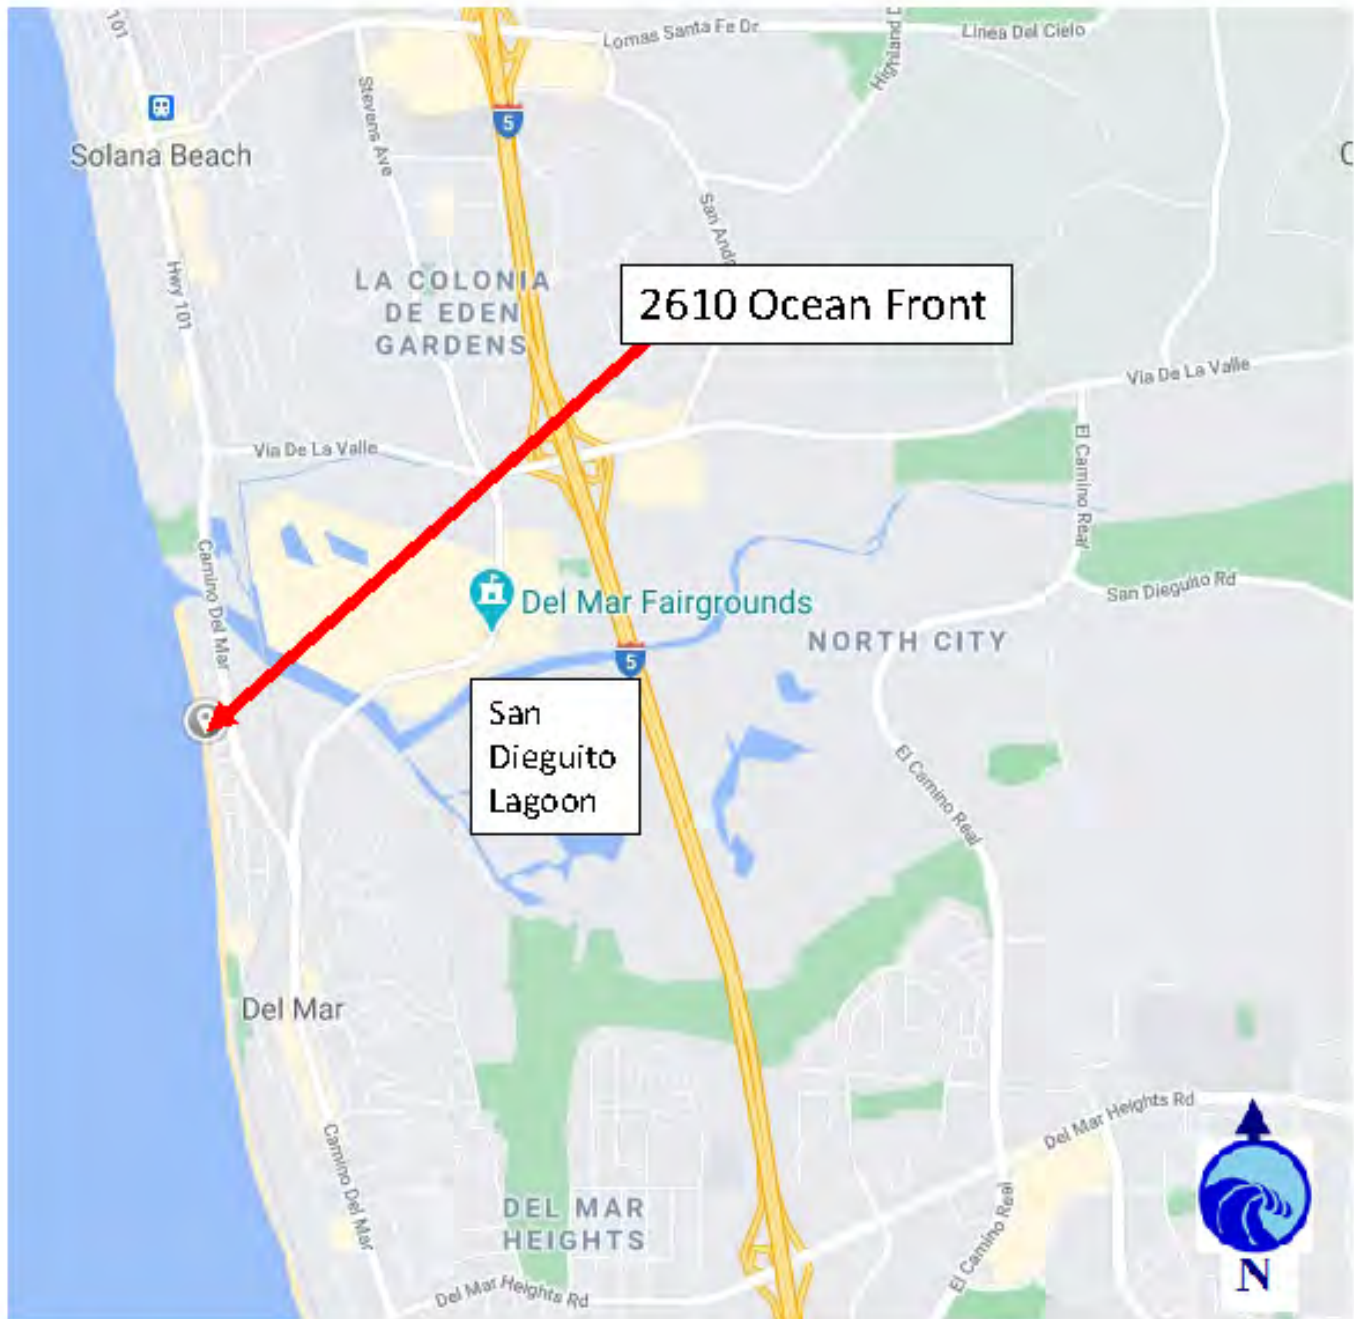 101
Lomas Santa Fe Dr
Linea Del Cielo
Highland D
Stevens Ave
5
Solana Beach
C
San Andr
Hwy 101
LA COLONIA
DE EDEN
GARDENS
2610 Ocean Front
Via De La Valle
Via De La Valle
El Camino Real
Camino Del Mar
Del Mar Fairgrounds
San Dieguito Rd
NORTH CITY
5
San
Dieguito
Lagoon
El Camino Real
Del Mar
Del Mar Heights Rd
Camino Del Mar
DEL MAR
HEIGHTS
El Camino Real
Del Mar Heights Rd
N